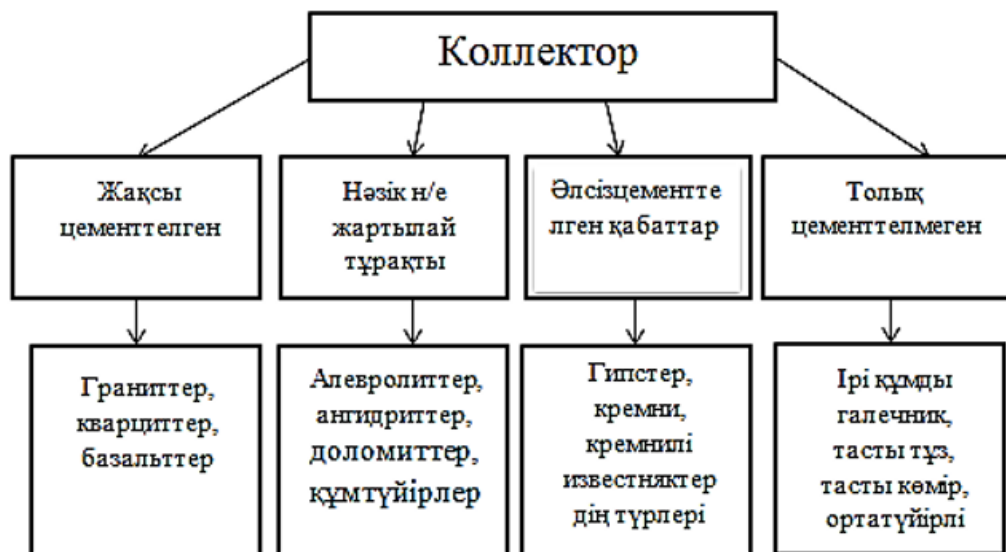 Коллектор
Жақсы
цементтелген
Нәзік н/е
жартылай
тұрақты
Әлсізцементте
лген қабаттар
Толық
цементтелмеген
Граниттер,
кварциттер,
базальттер
Алевролиттер,
ангидриттер,
доломиттер,
құмтүйірлер
Гипстер,
кремни,
кремнилі
известняктер
дің түрлері
Ірі құмды
галечник,
тасты тұз,
тасты көмір,
ортатүйірлі